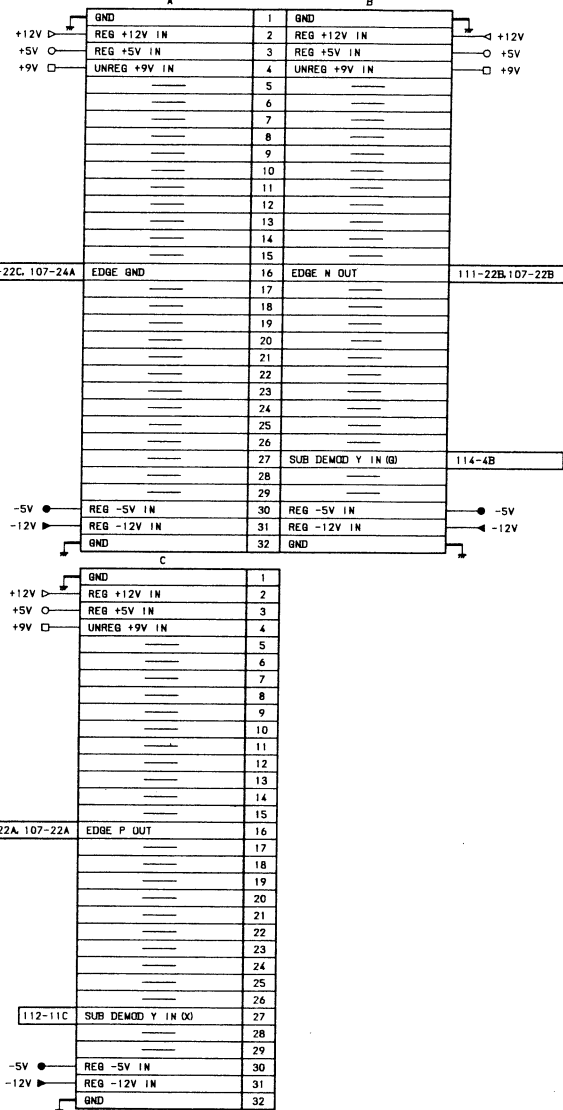 A B
GND 1 GND
+12V REG +12V IN 2 REG +12V IN +12V
+5V REG +5V IN 3 REG +5V IN +5V
+9V UNREG +9V IN 4 UNREG +9V IN +9V
5
6
7
8
9
10
11
12
13
14
15
-22C, 107-24A EDGE GND 16 EDGE N OUT 111-22B, 107-22B
17
18
19
20
21
22
23
24
25
26
27 SUB DEMOD Y IN (G) 114-4B
28
29
-5V REG -5V IN 30 REG -5V IN -5V
-12V REG -12V IN 31 REG -12V IN -12V
GND 32 GND
C
GND 1
+12V REG +12V IN 2
+5V REG +5V IN 3
+9V UNREG +9V IN 4
5
6
7
8
9
10
11
12
13
14
15
22A, 107-22A EDGE P OUT 16
17
18
19
20
21
22
23
24
25
26
112-11C SUB DEMOD Y IN (X) 27
28
29
-5V REG -5V IN 30
-12V REG -12V IN 31
GND 32